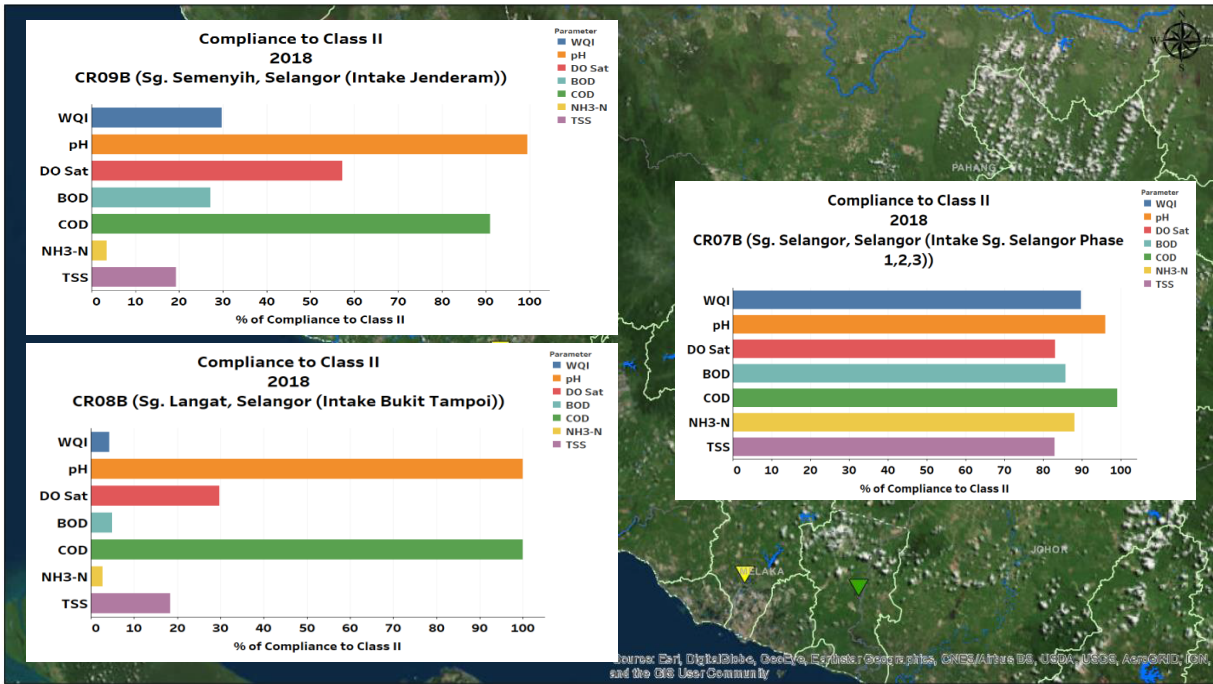 Compliance to Class II
2018
CR09B (Sg. Semenyih, Selangor (Intake Jenderam))
Parameter
WQI
pH
DO Sat
BOD
COD
NH3-N
TSS
WQI
pH
DO Sat
BOD
COD
NH3-N
TSS
0 10 20 30 40 50 60 70 80 90 100
% of Compliance to Class II
Compliance to Class II
2018
CR08B (Sg. Langat, Selangor (Intake Bukit Tampoi))
Parameter
WQI
pH
DO Sat
BOD
COD
NH3-N
TSS
WQI
pH
DO Sat
BOD
COD
NH3-N
TSS
0 10 20 30 40 50 60 70 80 90 100
% of Compliance to Class II
N
E
S
W
PAHANG
Compliance to Class II
2018
CR07B (Sg. Selangor, Selangor (Intake Sg. Selangor Phase
1,2,3))
Parameter
WQI
pH
DO Sat
BOD
COD
NH3-N
TSS
WQI
pH
DO Sat
BOD
COD
NH3-N
TSS
0 10 20 30 40 50 60 70 80 90 100
% of Compliance to Class II
JOHOR
MELAKA
Source: Esri, DigitalGlobe, GeoEye, Earthstar Geographics, CNES/Airbus DS, USDA, USGS, AeroGRID, IGN,
and the GIS User Community